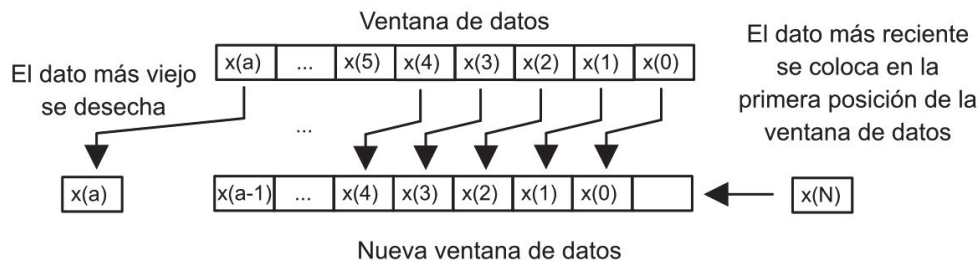 Ventana de datos
El dato más viejo
se desecha
x(a) ... x(5) x(4) x(3) x(2) x(1) x(0)
El dato más reciente
se coloca en la
primera posición de la
ventana de datos
...
x(a)
x(a-1) ... x(4) x(3) x(2) x(1) x(0)
x(N)
Nueva ventana de datos